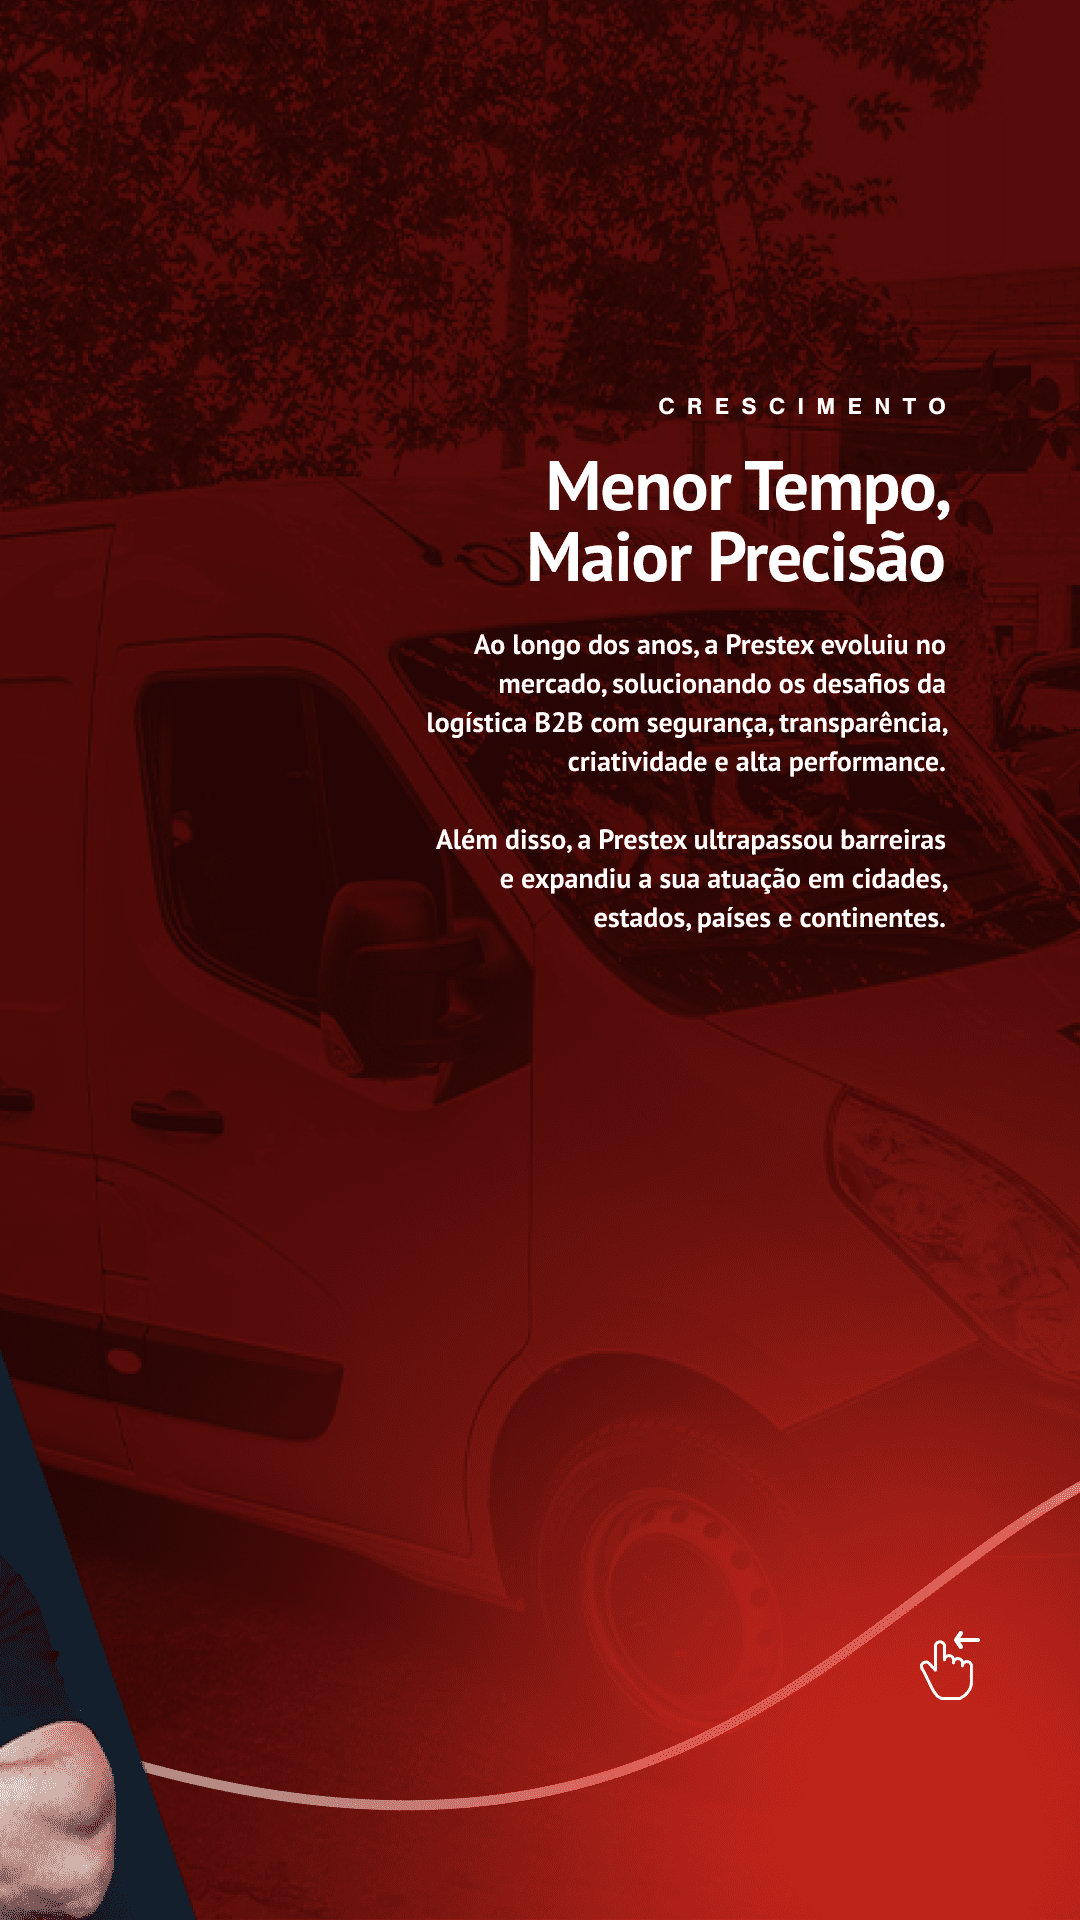 CRESCIMENTO
Menor Tempo,
Maior Precisão
Ao longo dos anos, a Prestex evoluiu no
mercado, solucionando os desafios da
logística B2B com segurança, transparência,
criatividade e alta performance.
Além disso, a Prestex ultrapassou barreiras
e expandiu a sua atuação em cidades,
estados, países e continentes.